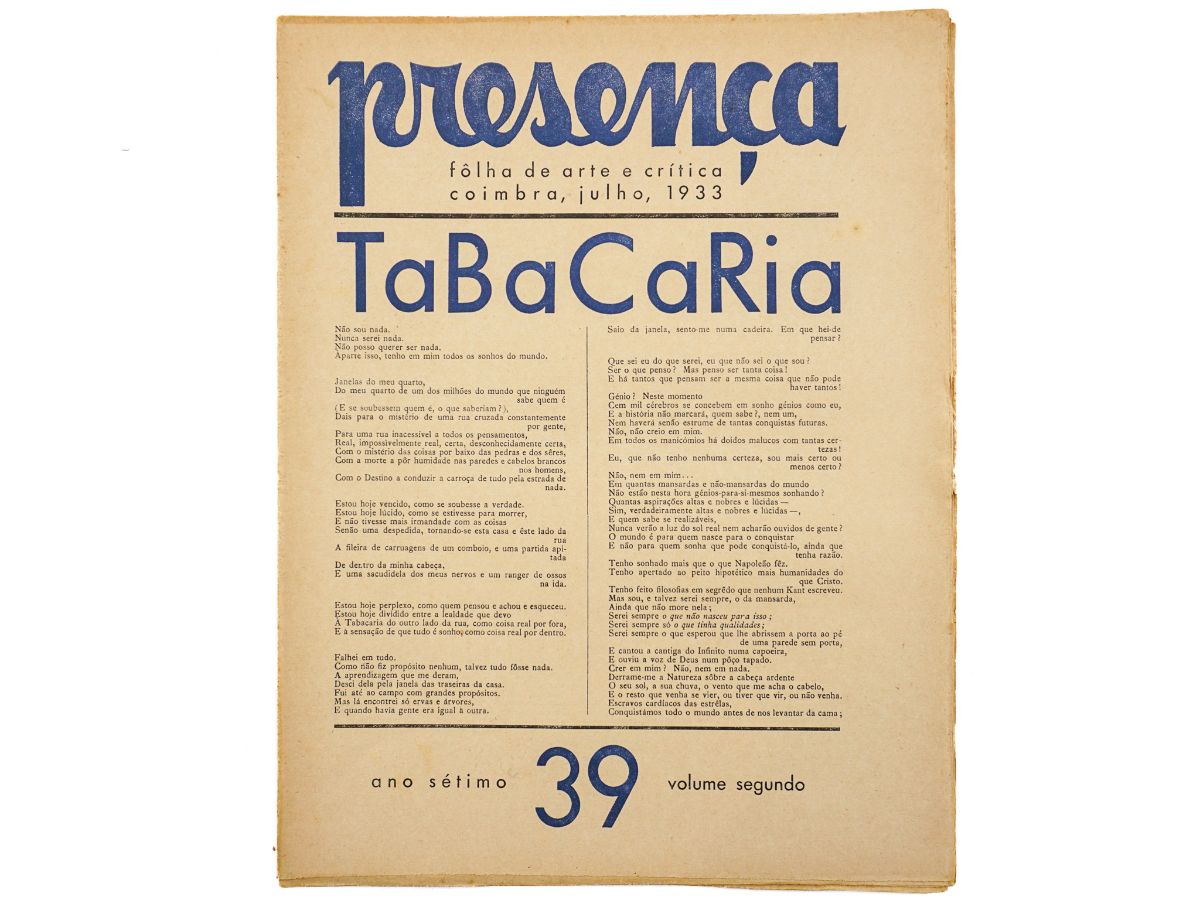 presença
fôlha de arte e crítica
coimbra, julho, 1933
TaBaCaRia
Não sou nada.
Nunca serei nada.
Não posso querer ser nada.
Àparte isso, tenho em mim todos os sonhos do mundo.
Janelas do meu quarto,
Do meu quarto de um dos milhões do mundo que ninguém
sabe quem é
(E se soubessem quem é, o que saberiam?),
Dais para o mistério de uma rua cruzada constantemente
por gente,
Para uma rua inacessível a todos os pensamentos,
Real, impossivelmente real, certa, desconhecidamente certa,
Com o mistério das coisas por baixo das pedras e dos sêres,
Com a morte a pôr humidade nas paredes e cabelos brancos
nos homens,
Com o Destino a conduzir a carroça de tudo pela estrada de
nada.
Estou hoje vencido, como se soubesse a verdade.
Estou hoje lúcido, como se estivesse para morrer,
E não tivesse mais irmandade com as coisas
Senão uma despedida, tornando-se esta casa e êste lado da
rua
A fileira de carruagens de um comboio, e uma partida api-
tada
De dentro da minha cabeça,
E uma sacudidela dos meus nervos e um ranger de ossos
na ida.
Estou hoje perplexo, como quem pensou e achou e esqueceu.
Estou hoje dividido entre a lealdade que devo
À Tabacaria do outro lado da rua, como coisa real por fora,
E à sensação de que tudo é sonho, como coisa real por dentro.
Falhei em tudo.
Como não fiz propósito nenhum, talvez tudo fôsse nada.
A aprendizagem que me deram,
Desci dela pela janela das traseiras da casa.
Fui até ao campo com grandes propósitos.
Mas lá encontrei só ervas e árvores,
E quando havia gente era igual à outra.
Saio da janela, sento-me numa cadeira. Em que hei-de
pensar?
Que sei eu do que serei, eu que não sei o que sou?
Ser o que penso? Mas penso ser tanta coisa!
E há tantos que pensam ser a mesma coisa que não pode
haver tantos!
Génio? Neste momento
Cem mil cérebros se concebem em sonho génios como eu,
E a história não marcará, quem sabe?, nem um,
Nem haverá senão estrume de tantas conquistas futuras.
Não, não creio em mim.
Em todos os manicómios há doidos malucos com tantas cer-
tezas!
Eu, que não tenho nenhuma certeza, sou mais certo ou
menos certo?
Não, nem em mim...
Em quantas mansardas e não-mansardas do mundo
Não estão nesta hora génios-para-si-mesmos sonhando?
Quantas aspirações altas e nobres e lúcidas —
Sim, verdadeiramente altas e nobres e lúcidas —,
E quem sabe se realizáveis,
Nunca verão a luz do sol real nem acharão ouvidos de gente?
O mundo é para quem nasce para o conquistar
E não para quem sonha que pode conquistá-lo, ainda que
tenha razão.
Tenho sonhado mais que o que Napoleão fêz.
Tenho apertado ao peito hipotético mais humanidades do
que Cristo.
Tenho feito filosofias em segrêdo que nenhum Kant escreveu.
Mas sou, e talvez serei sempre, o da mansarda,
Ainda que não more nela;
Serei sempre o que não nasceu para isso;
Serei sempre só o que tinha qualidades;
Serei sempre o que esperou que lhe abrissem a porta ao pé
de uma parede sem porta,
E cantou a cantiga do Infinito numa capoeira,
E ouviu a voz de Deus num pôço tapado.
Crer em mim? Não, nem em nada.
Derrame-me a Natureza sôbre a cabeça ardente
O seu sol, a sua chuva, o vento que me acha o cabelo,
E o resto que venha se vier, ou tiver que vir, ou não venha.
Escravos cardíacos das estrêlas,
Conquistámos todo o mundo antes de nos levantar da cama;
ano sétimo 39 volume segundo